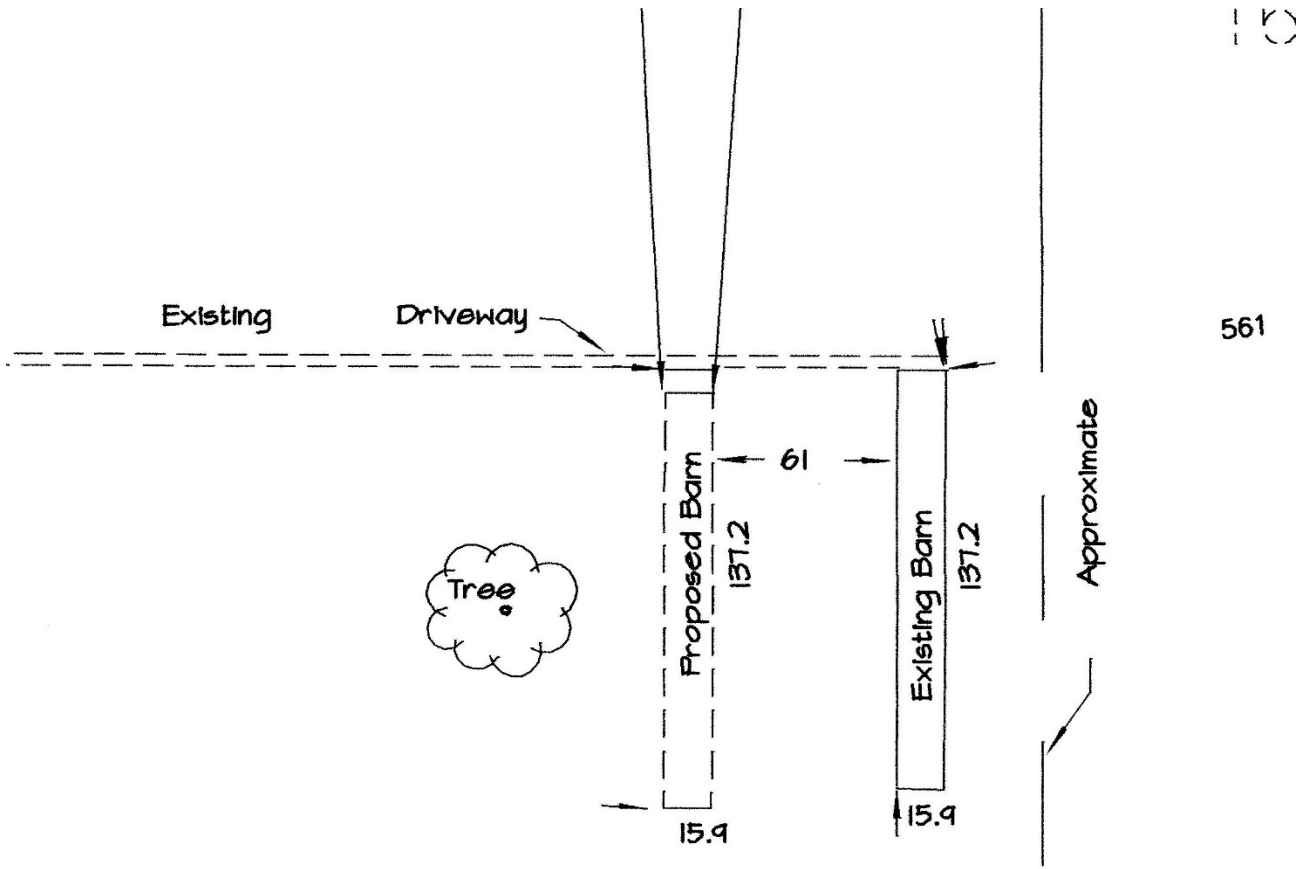 Existing Driveway
561
61
Approximate
Proposed Barn
137.2
Existing Barn
137.2
Tree
15.9
15.9